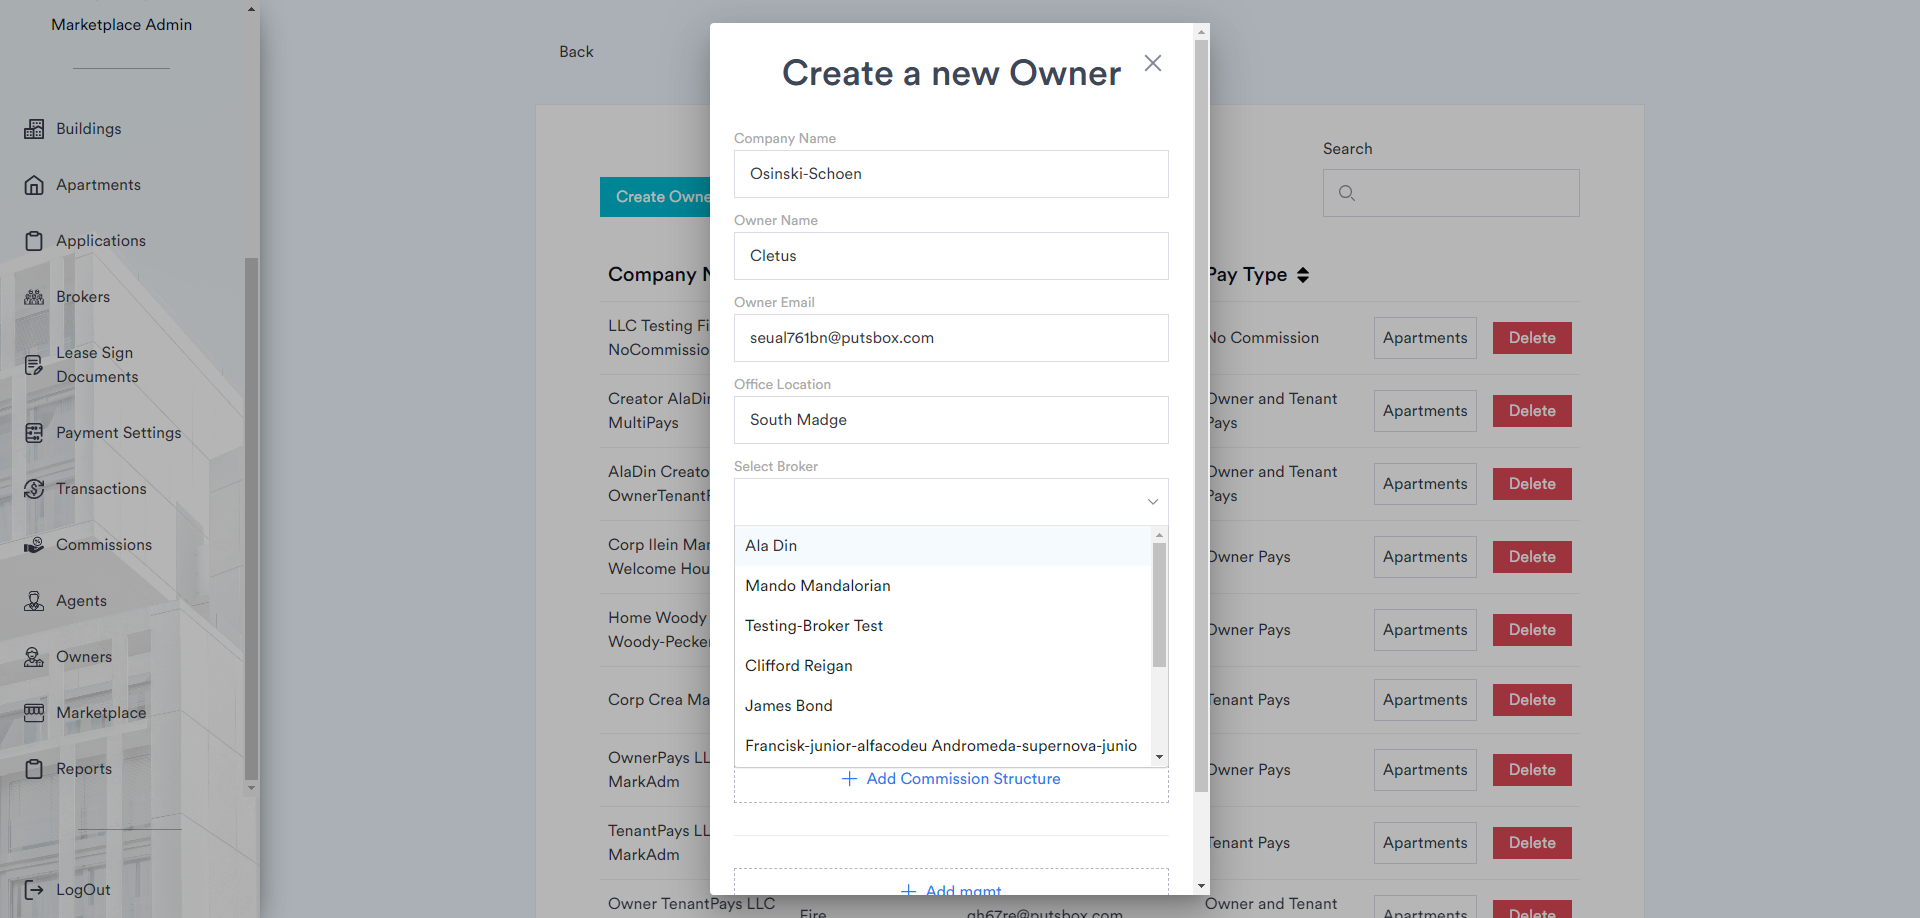 Marketplace Admin
Buildings
Apartments
Applications
Brokers
Lease Sign
Documents
Payment Settings
Transactions
Commissions
Agents
Owners
Marketplace
Reports
LogOut
Back
Create Owne
Search
Company N
Pay Type
LLC Testing Fi
NoCommissio
No Commission
Apartments
Delete
Creator AlaDin
MultiPays
Owner and Tenant
Pays
Apartments
Delete
AlaDin Creato
OwnerTenantP
Owner and Tenant
Pays
Apartments
Delete
Corp Ilein Mar
Welcome Hou
Owner Pays
Apartments
Delete
Home Woody
Woody-Pecker
Owner Pays
Apartments
Delete
Corp Crea Ma
Tenant Pays
Apartments
Delete
OwnerPays LL
MarkAdm
Owner Pays
Apartments
Delete
TenantPays LL
MarkAdm
Tenant Pays
Apartments
Delete
Owner TenantPays LLC
Fire
gh67re@putsbox.com
Owner and Tenant
Apartments
Delete
Create a new Owner
Company Name
Osinski-Schoen
Owner Name
Cletus
Owner Email
seual761bn@putsbox.com
Office Location
South Madge
Select Broker
Ala Din
Mando Mandalorian
Testing-Broker Test
Clifford Reigan
James Bond
Francisk-junior-alfacodeu Andromeda-supernova-junio
Add Commission Structure
Add mgmt